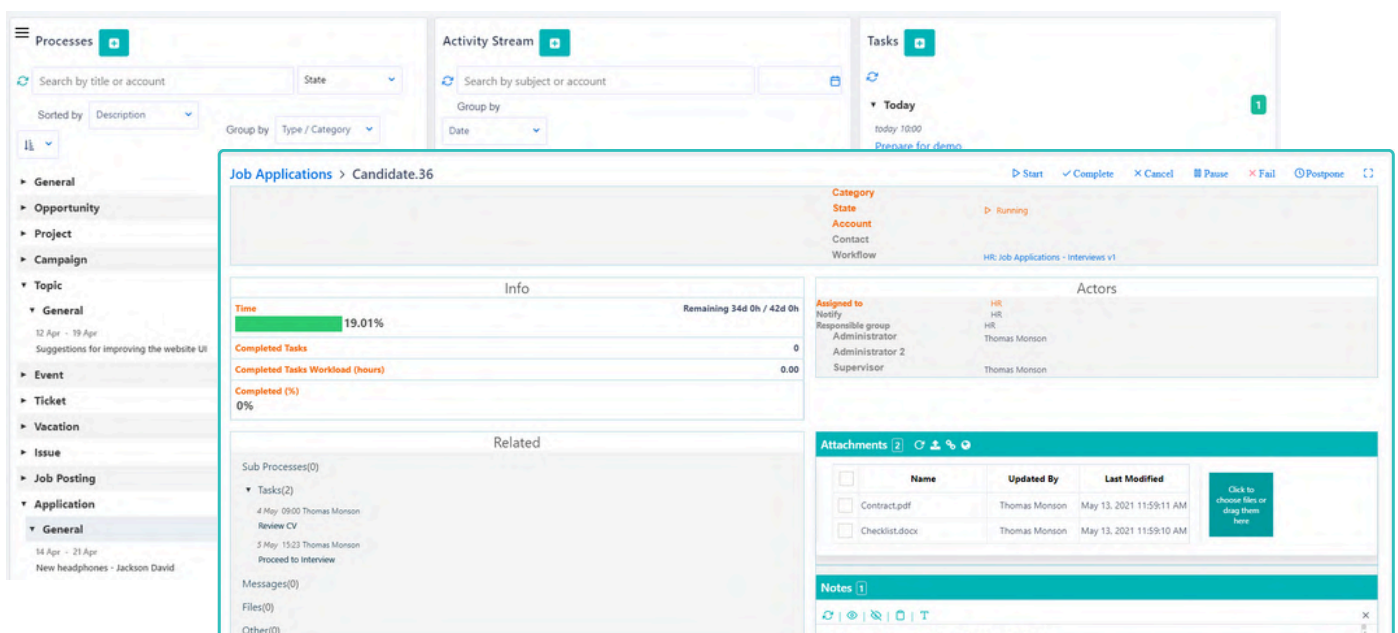 Processes
Search by title or account
State
Sorted by Description
Group by Type / Category
General
Opportunity
Project
Campaign
Topic
General
12 Apr - 19 Apr
Suggestions for improving the website UI
Event
Ticket
Vacation
Issue
Job Posting
Application
General
14 Apr - 21 Apr
New headphones - Jackson David
Activity Stream
Search by subject or account
Group by
Date
Tasks
Today 1
today 10:00
Prepare for demo
Job Applications > Candidate.36
Start Complete Cancel Pause Fail Postpone
Category
State Running
Account
Contact
Workflow HR: Job Applications - Interviews v1
Info
Time Remaining 34d 0h / 42d 0h
19.01%
Completed Tasks 0
Completed Tasks Workload (hours) 0.00
Completed (%)
0%
Actors
Assigned to HR
Notify HR
Responsible group HR
Administrator Thomas Monson
Administrator 2
Supervisor Thomas Monson
Related
Sub Processes(0)
Tasks(2)
4 May 09:00 Thomas Monson
Review CV
5 May 15:23 Thomas Monson
Proceed to Interview
Messages(0)
Files(0)
Other(0)
Attachments 2
Name Updated By Last Modified
Contract.pdf Thomas Monson May 13, 2021 11:59:11 AM
Checklist.docx Thomas Monson May 13, 2021 11:59:10 AM
Click to
choose files or
drag them
here
Notes 1